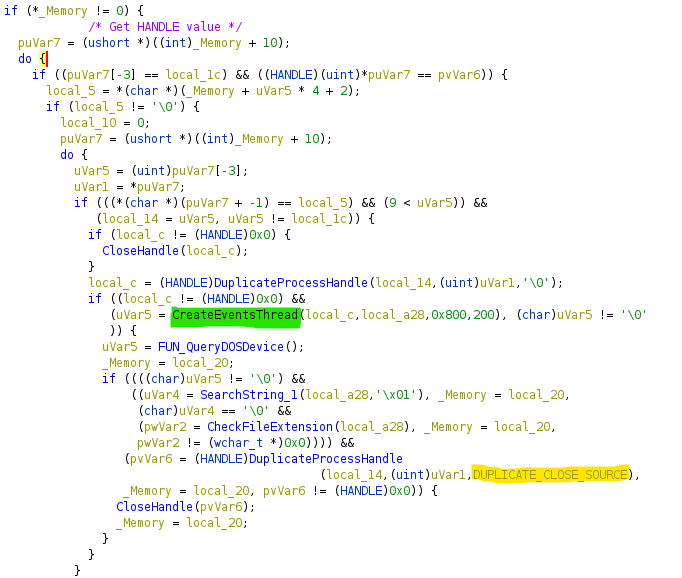 if (*_Memory != 0) {
/* Get HANDLE value */
puVar7 = (ushort *)((int)_Memory + 10);
do {
if ((puVar7[-3] == local_1c) && ((HANDLE)(uint)*puVar7 == pvVar6)) {
local_5 = *(char *)(_Memory + uVar5 * 4 + 2);
if (local_5 != '\0') {
local_10 = 0;
puVar7 = (ushort *)((int)_Memory + 10);
do {
uVar5 = (uint)puVar7[-3];
uVar1 = *puVar7;
if (((*(char *)(puVar7 + -1) == local_5) && (9 < uVar5)) &&
(local_14 = uVar5, uVar5 != local_1c)) {
if (local_c != (HANDLE)0x0) {
CloseHandle(local_c);
}
local_c = (HANDLE)DuplicateProcessHandle(local_14,(uint)uVar1,'\0');
if ((local_c != (HANDLE)0x0) &&
(uVar5 = CreateEventsThread(local_c,local_a28,0x800,200), (char)uVar5 != '\0'
)) {
uVar5 = FUN_QueryDOSDevice();
_Memory = local_20;
if ((((char)uVar5 != '\0') &&
((uVar4 = SearchString_1(local_a28,'\x01'), _Memory = local_20,
(char)uVar4 == '\0' &&
(pwVar2 = CheckFileExtension(local_a28), _Memory = local_20,
pwVar2 != (wchar_t *)0x0)))) &&
(pvVar6 = (HANDLE)DuplicateProcessHandle
(local_14,(uint)uVar1,DUPLICATE_CLOSE_SOURCE),
_Memory = local_20, pvVar6 != (HANDLE)0x0)) {
CloseHandle(pvVar6);
_Memory = local_20;
}
}
}